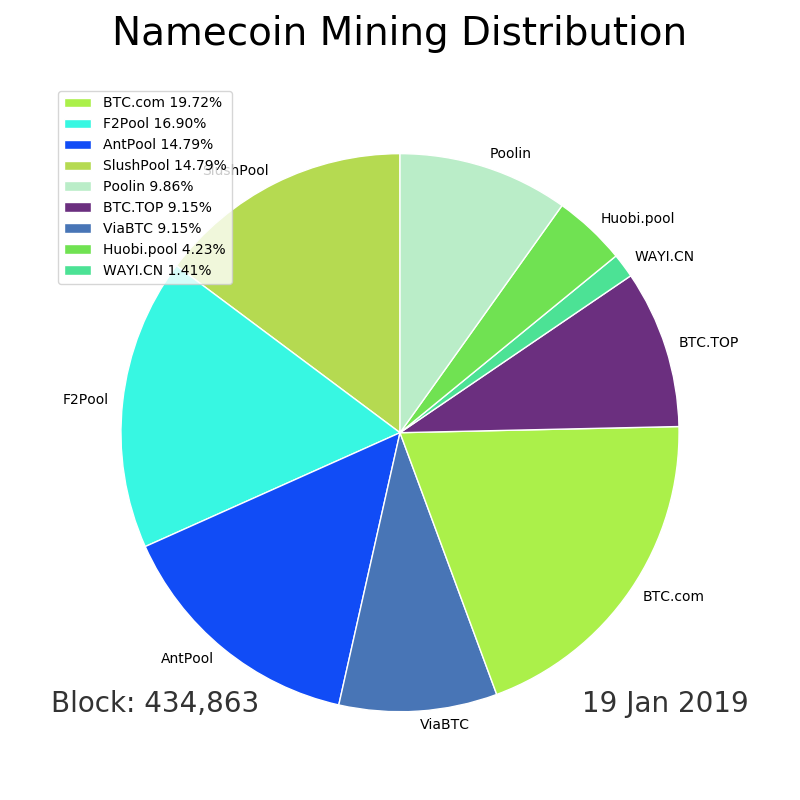 Namecoin Mining Distribution
BTC.com 19.72%
F2Pool 16.90%
AntPool 14.79%
SlushPool 14.79%
Poolin 9.86%
BTC.TOP 9.15%
ViaBTC 9.15%
Huobi.pool 4.23%
WAYI.CN 1.41%
Poolin
SlushPool
Huobi.pool
WAYI.CN
BTC.TOP
F2Pool
BTC.com
AntPool
ViaBTC
Block: 434,863
19 Jan 2019